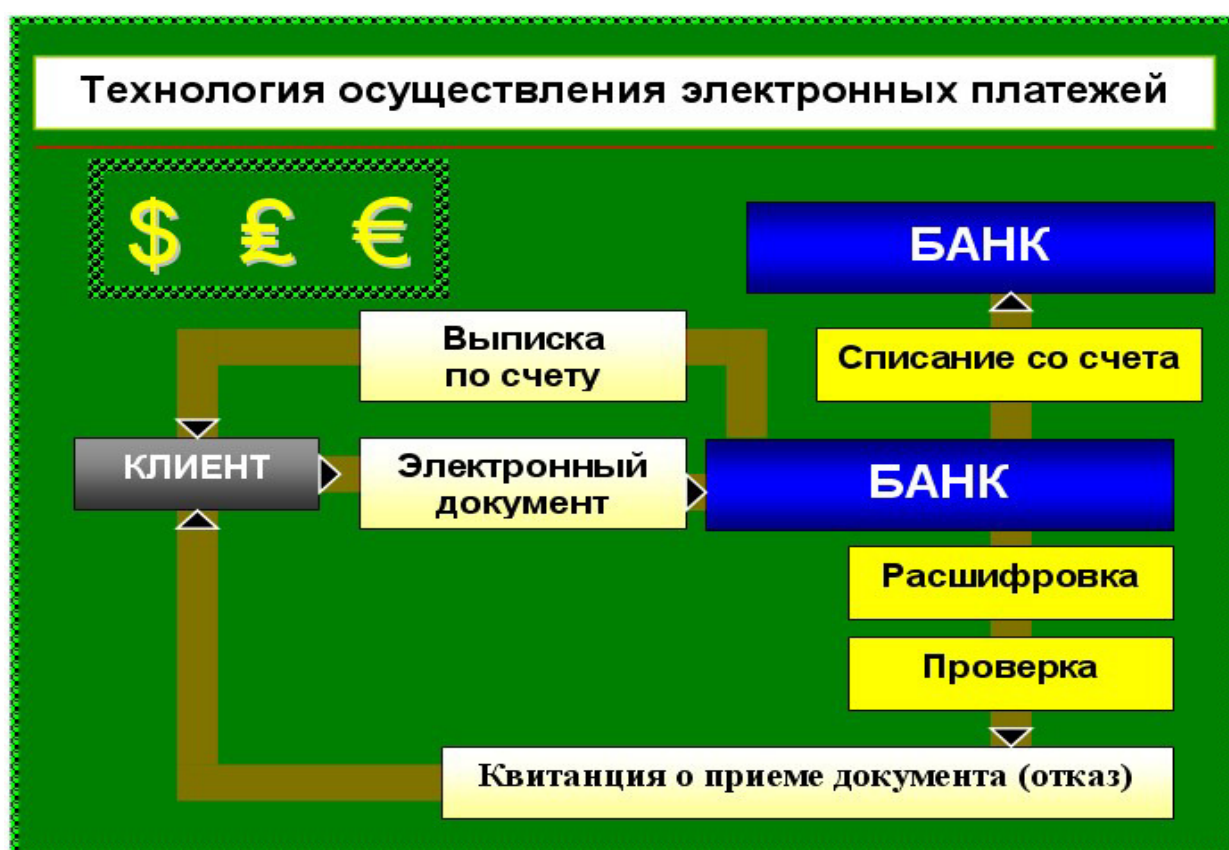 Технология осуществления электронных платежей
$ £ €
БАНК
Выписка
по счету
Списание со счета
КЛИЕНТ
Электронный
документ
БАНК
Расшифровка
Проверка
Квитанция о приеме документа (отказ)